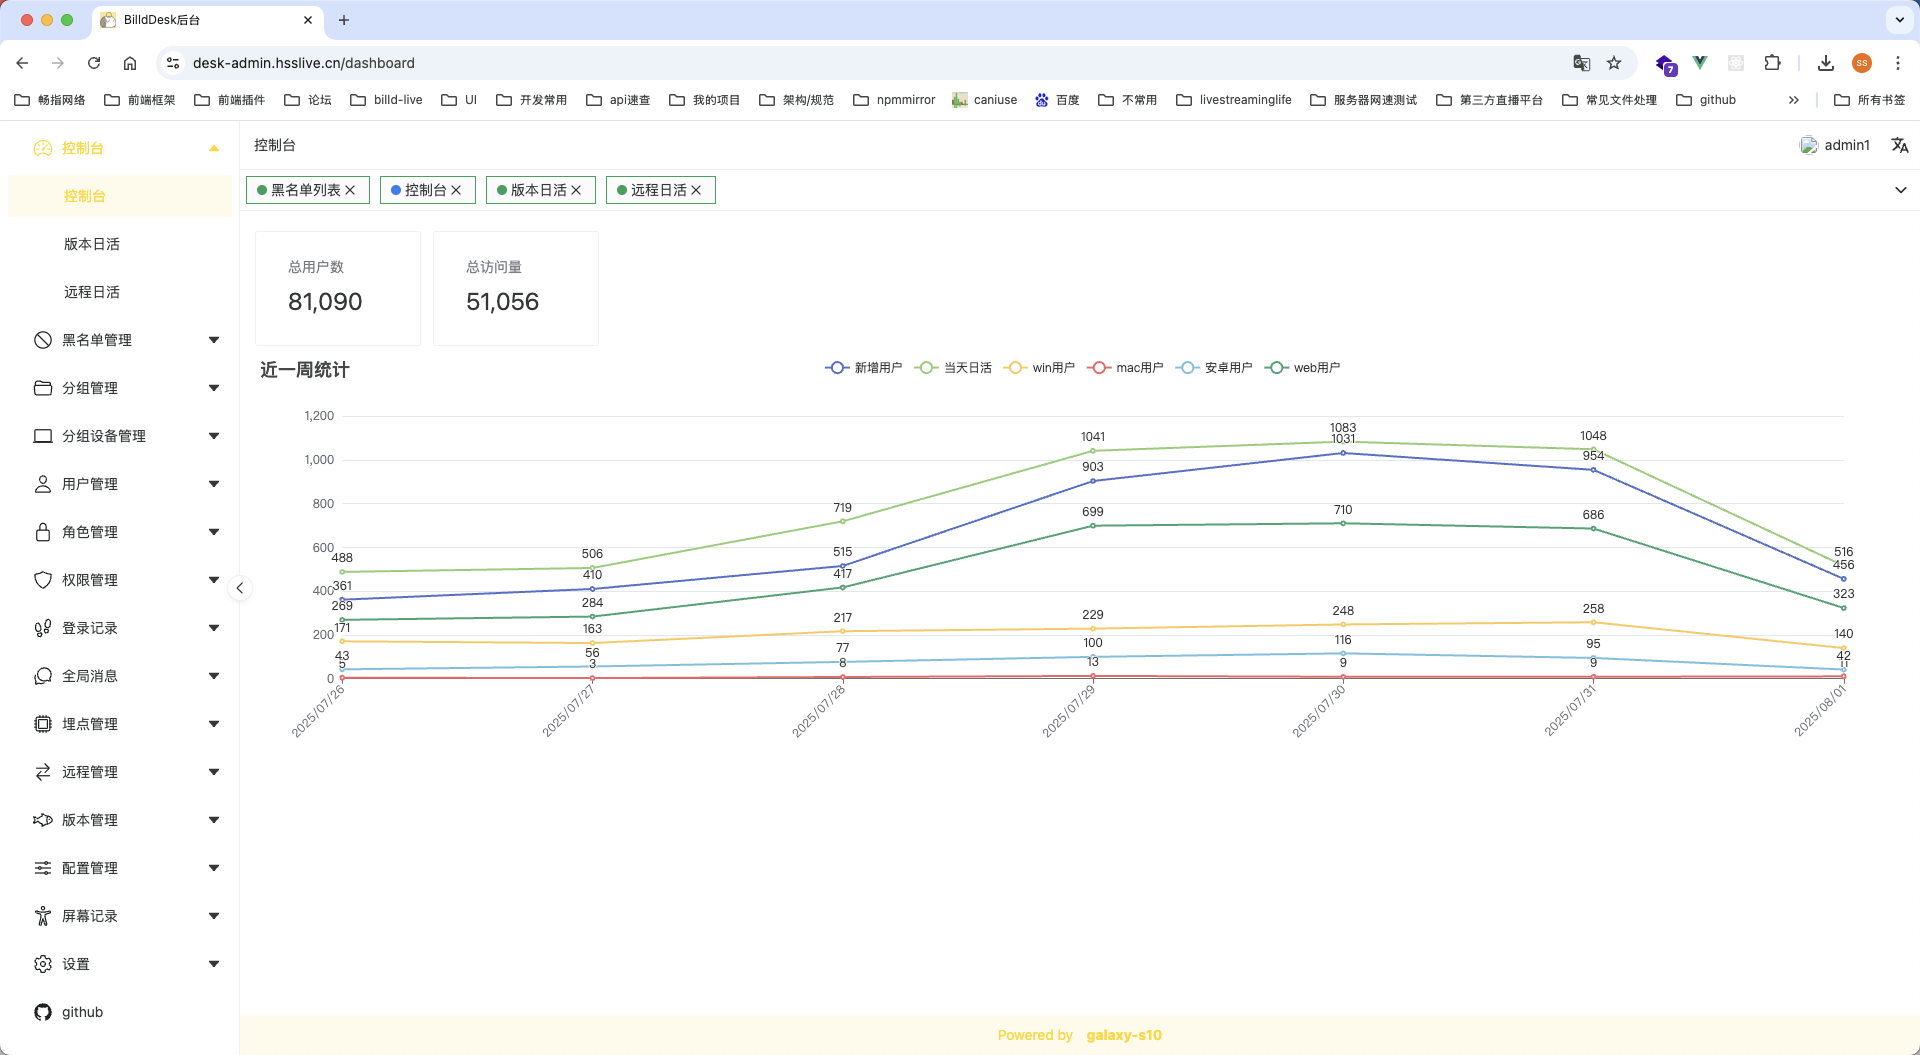 BilldDesk后台
desk-admin.hsslive.cn/dashboard
7
ss
畅指网络 前端框架 前端插件 论坛 billd-live UI 开发常用 api速查 我的项目 架构/规范 npmmirror caniuse 百度 不常用 livestreaminglife 服务器网速测试 第三方直播平台 常见文件处理 github 所有书签
控制台
控制台
版本日活
远程日活
黑名单管理
分组管理
分组设备管理
用户管理
角色管理
权限管理
登录记录
全局消息
埋点管理
远程管理
版本管理
配置管理
屏幕记录
设置
github
控制台
admin1
黑名单列表 控制台 版本日活 远程日活
总用户数
81,090
总访问量
51,056
近一周统计
新增用户 当天日活 win用户 mac用户 安卓用户 web用户
1,200
1,000
800
600
400
200
0
488 506 719 1041 1083 1048 516
361 410 515 903 1031 954 456
269 284 417 699 710 686 323
171 163 217 229 248 258 140
43 56 77 100 116 95 42
5 3 8 13 9 9 11
2025/07/26 2025/07/27 2025/07/28 2025/07/29 2025/07/30 2025/07/31 2025/08/01
Powered by galaxy-s10